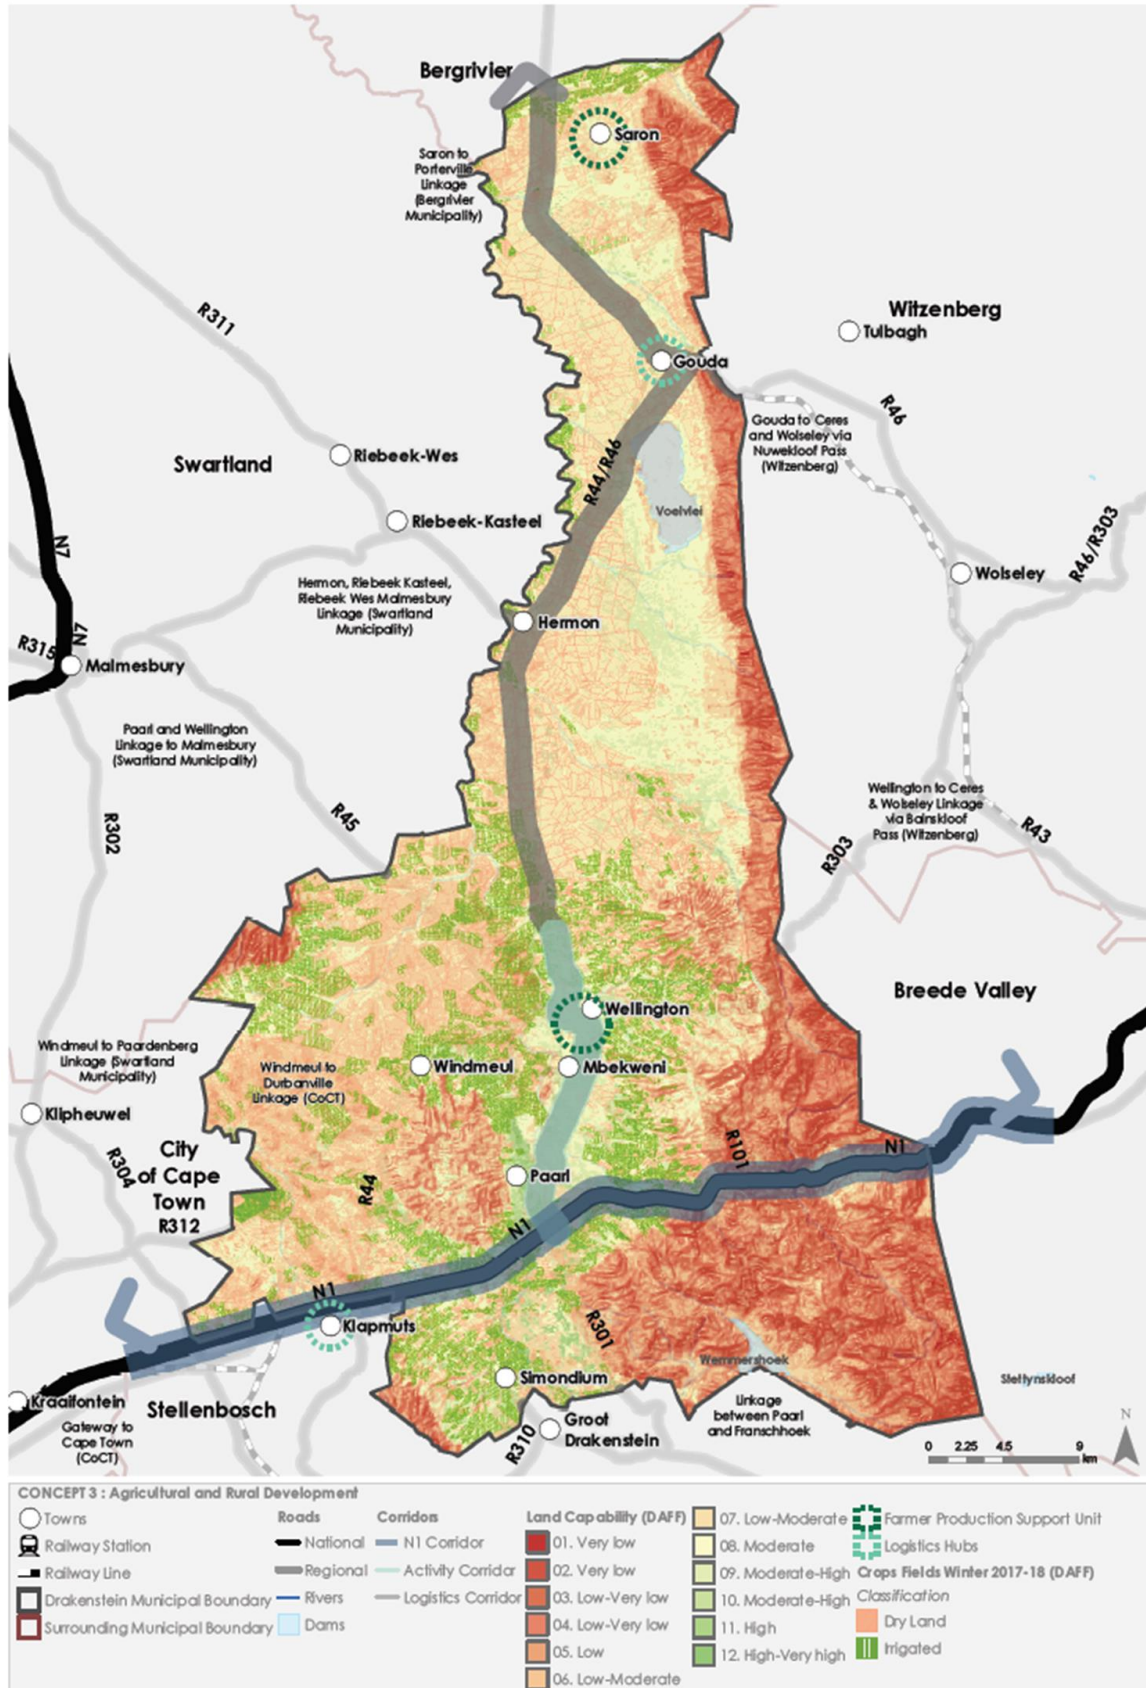 Bergrivier
Saron
Saron to
Porterville
Linkage
(Bergrivier
Municipality)
R311
Witzenberg
Tulbagh
Gouda
R46
Gouda to Ceres
and Wolseley via
Nuwekloof Pass
(Witzenberg)
Swartland
Riebeek-Wes
R44/R46
Voelvlei
Riebeek-Kasteel
N7
R46/R303
Wolseley
Hermon, Riebeek Kasteel,
Riebeek Wes Malmesbury
Linkage (Swartland
Municipality)
Hermon
N7
R315
Malmesbury
Paarl and Wellington
Linkage to Malmesbury
(Swartland Municipality)
R302
R45
Wellington to Ceres
& Wolseley Linkage
via Bainskloof
Pass (Witzenberg)
R303
R43
Breede Valley
Wellington
Windmeul to Paardenberg
Linkage (Swartland
Municipality)
Windmeul to
Durbanville
Linkage (CoCT)
Windmeul
Mbekweni
Klipheuwel
R304
City
of Cape
Town
R312
R44
Paarl
R101
N1
N1
N1
Klapmuts
R301
Simondium
Wemmershoek
Stettynskloof
Kraaifontein
Gateway to
Cape Town
(CoCT)
Stellenbosch
R310
Groot
Drakenstein
Linkage
between Paarl
and Franschhoek
N
0 2.25 4.5 9
km
CONCEPT 3 : Agricultural and Rural Development
Towns
Railway Station
Railway Line
Drakenstein Municipal Boundary
Surrounding Municipal Boundary
Roads
National
Regional
Rivers
Dams
Corridors
N1 Corridor
Activity Corridor
Logistics Corridor
Land Capability (DAFF)
01. Very low
02. Very low
03. Low-Very low
04. Low-Very low
05. Low
06. Low-Moderate
07. Low-Moderate
08. Moderate
09. Moderate-High
10. Moderate-High
11. High
12. High-Very high
Farmer Production Support Unit
Logistics Hubs
Crops Fields Winter 2017-18 (DAFF)
Classification
Dry Land
Irrigated